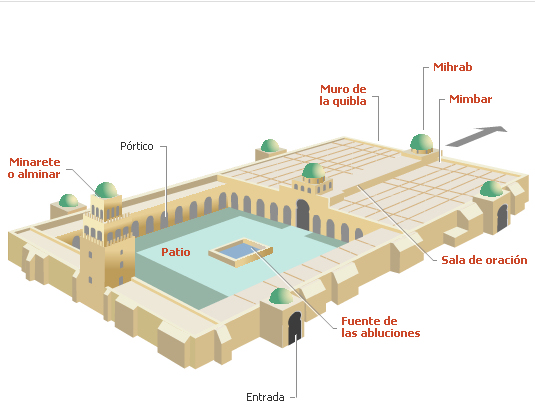 Mihrab
Muro de
la quibla
Mimbar
Pórtico
Minarete
o alminar
Patio
Sala de oración
Fuente de
las abluciones
Entrada